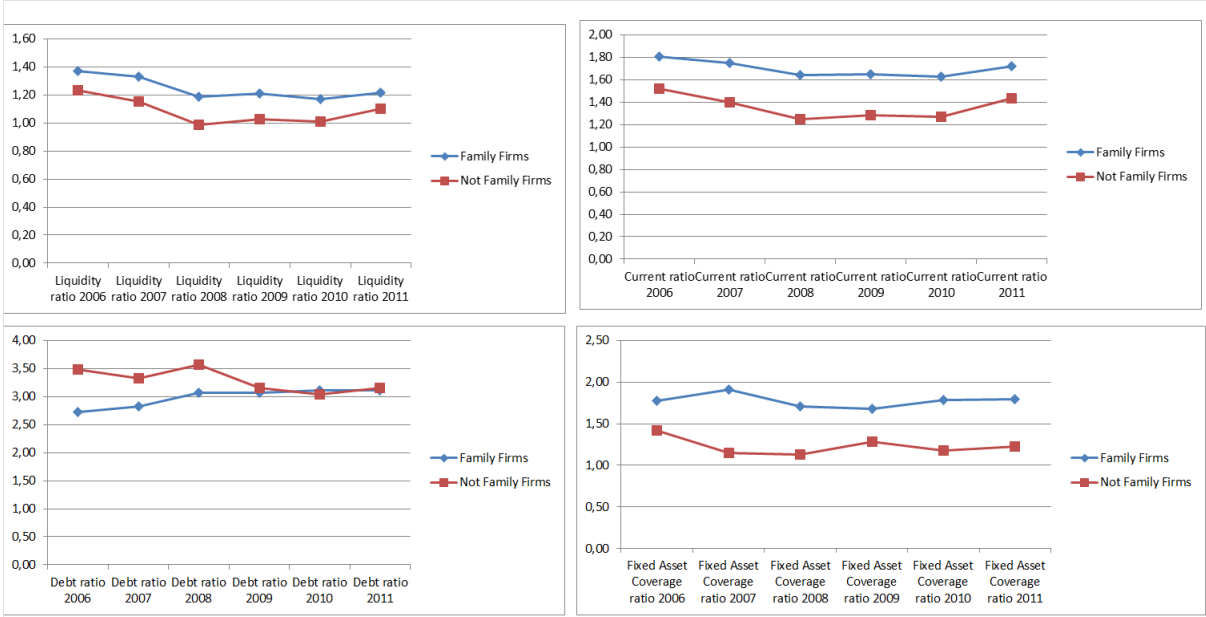 1,60
1,40
1,20
1,00
0,80
0,60
0,40
0,20
0,00
Liquidity Liquidity Liquidity Liquidity Liquidity Liquidity
ratio 2006 ratio 2007 ratio 2008 ratio 2009 ratio 2010 ratio 2011
Family Firms
Not Family Firms
2,00
1,80
1,60
1,40
1,20
1,00
0,80
0,60
0,40
0,20
0,00
Current ratio Current ratio Current ratio Current ratio Current ratio Current ratio
2006 2007 2008 2009 2010 2011
Family Firms
Not Family Firms
4,00
3,50
3,00
2,50
2,00
1,50
1,00
0,50
0,00
Debt ratio Debt ratio Debt ratio Debt ratio Debt ratio Debt ratio
2006 2007 2008 2009 2010 2011
Family Firms
Not Family Firms
2,50
2,00
1,50
1,00
0,50
0,00
Fixed Asset Fixed Asset Fixed Asset Fixed Asset Fixed Asset Fixed Asset
Coverage Coverage Coverage Coverage Coverage Coverage
ratio 2006 ratio 2007 ratio 2008 ratio 2009 ratio 2010 ratio 2011
Family Firms
Not Family Firms